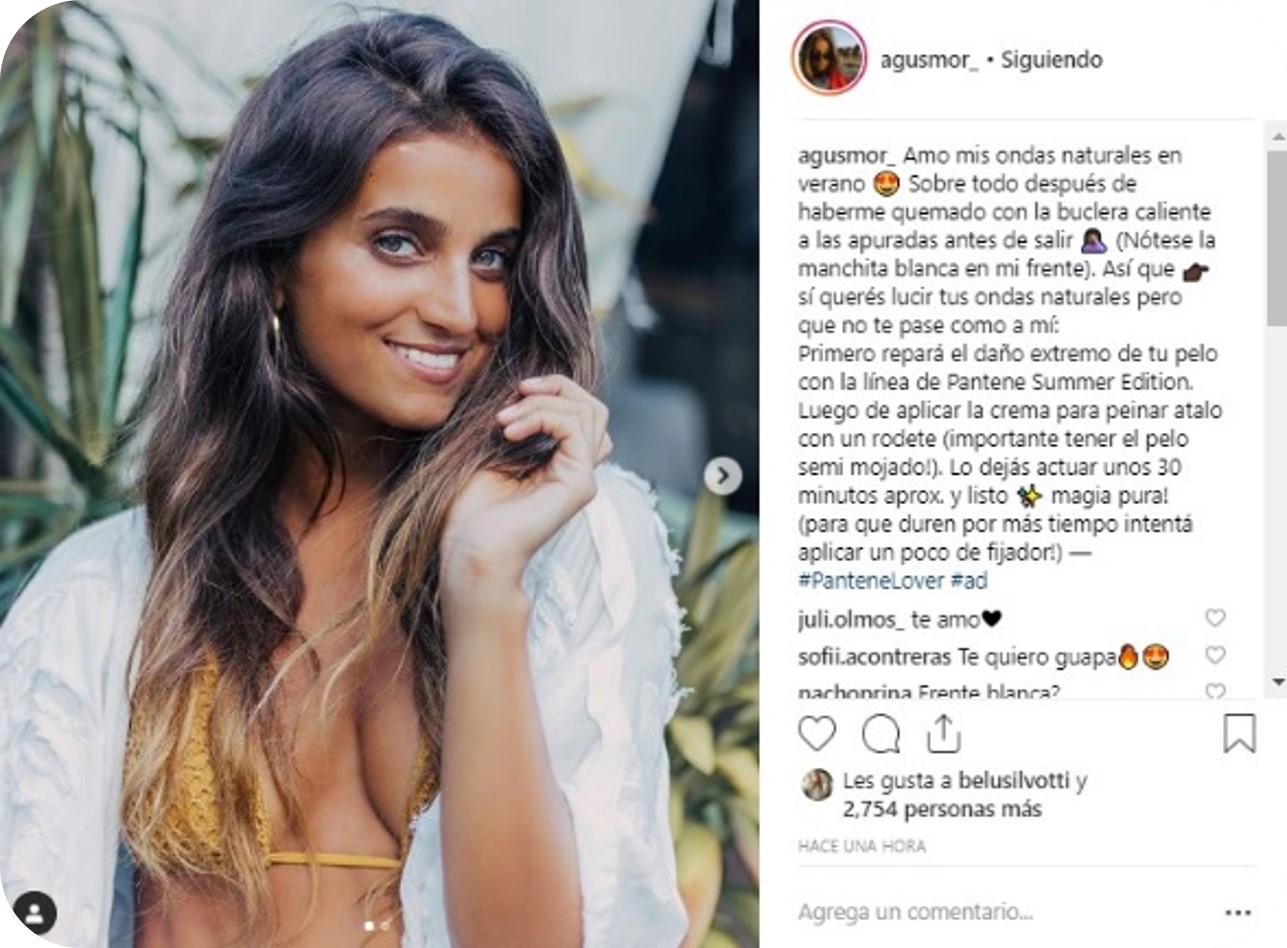 agusmor_ • Siguiendo
agusmor_ Amo mis ondas naturales en
verano 😍 Sobre todo después de
haberme quemado con la buclera caliente
a las apuradas antes de salir 🤦🏿‍♀️ (Nótese la
manchita blanca en mi frente). Así que 👉🏿
sí querés lucir tus ondas naturales pero
que no te pase como a mí:
Primero repará el daño extremo de tu pelo
con la línea de Pantene Summer Edition.
Luego de aplicar la crema para peinar atalo
con un rodete (importante tener el pelo
semi mojado!). Lo dejás actuar unos 30
minutos aprox. y listo ✨ magia pura!
(para que duren por más tiempo intentá
aplicar un poco de fijador!) —
#PanteneLover #ad
juli.olmos_ te amo🖤
sofii.acontreras Te quiero guapa🔥😍
nachoprina Frente blanca?
Les gusta a belusilvotti y
2,754 personas más
HACE UNA HORA
Agrega un comentario...